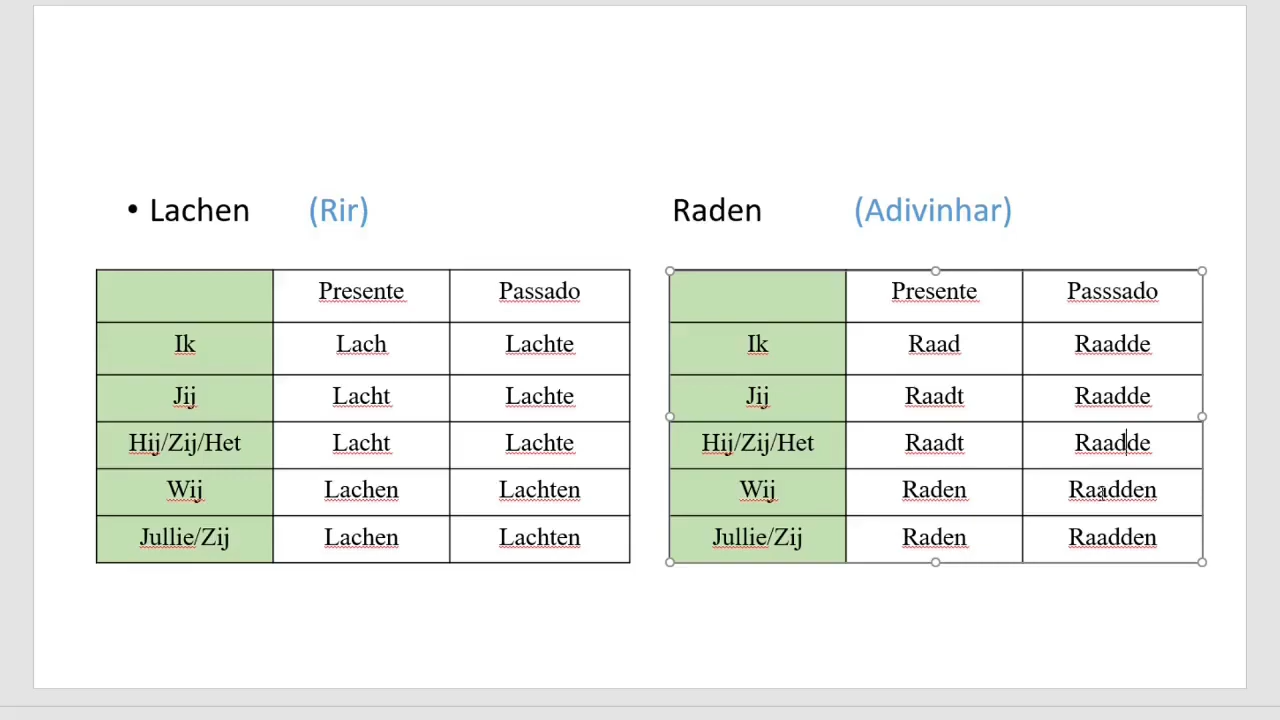 • Lachen (Rir) Raden (Adivinhar)
Presente Passado
Ik Lach Lachte
Jij Lacht Lachte
Hij/Zij/Het Lacht Lachte
Wij Lachen Lachten
Jullie/Zij Lachen Lachten
Presente Passsado
Ik Raad Raadde
Jij Raadt Raadde
Hij/Zij/Het Raadt Raadde
Wij Raden Raadden
Jullie/Zij Raden Raadden